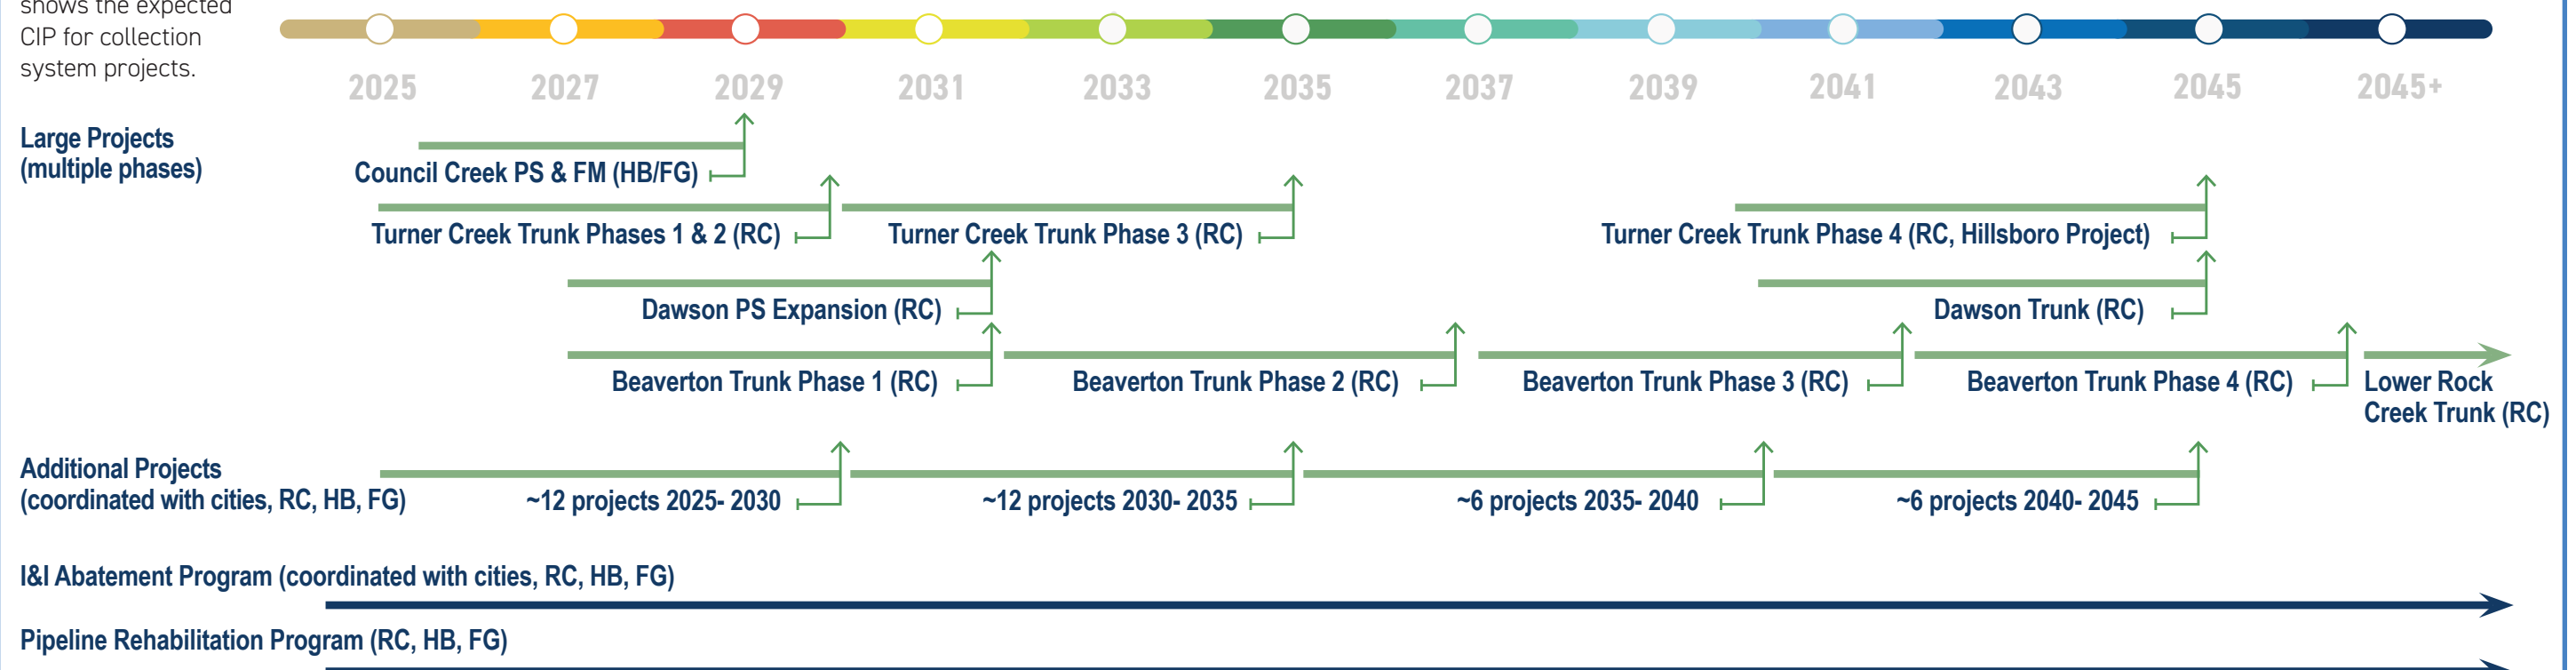 shows the expected
CIP for collection
system projects.
2025 2027 2029 2031 2033 2035 2037 2039 2041 2043 2045 2045+
Large Projects
(multiple phases)
Council Creek PS & FM (HB/FG)
Turner Creek Trunk Phases 1 & 2 (RC)
Turner Creek Trunk Phase 3 (RC)
Turner Creek Trunk Phase 4 (RC, Hillsboro Project)
Dawson PS Expansion (RC)
Dawson Trunk (RC)
Beaverton Trunk Phase 1 (RC)
Beaverton Trunk Phase 2 (RC)
Beaverton Trunk Phase 3 (RC)
Beaverton Trunk Phase 4 (RC)
Lower Rock
Creek Trunk (RC)
Additional Projects
(coordinated with cities, RC, HB, FG)
~12 projects 2025- 2030
~12 projects 2030- 2035
~6 projects 2035- 2040
~6 projects 2040- 2045
I&I Abatement Program (coordinated with cities, RC, HB, FG)
Pipeline Rehabilitation Program (RC, HB, FG)